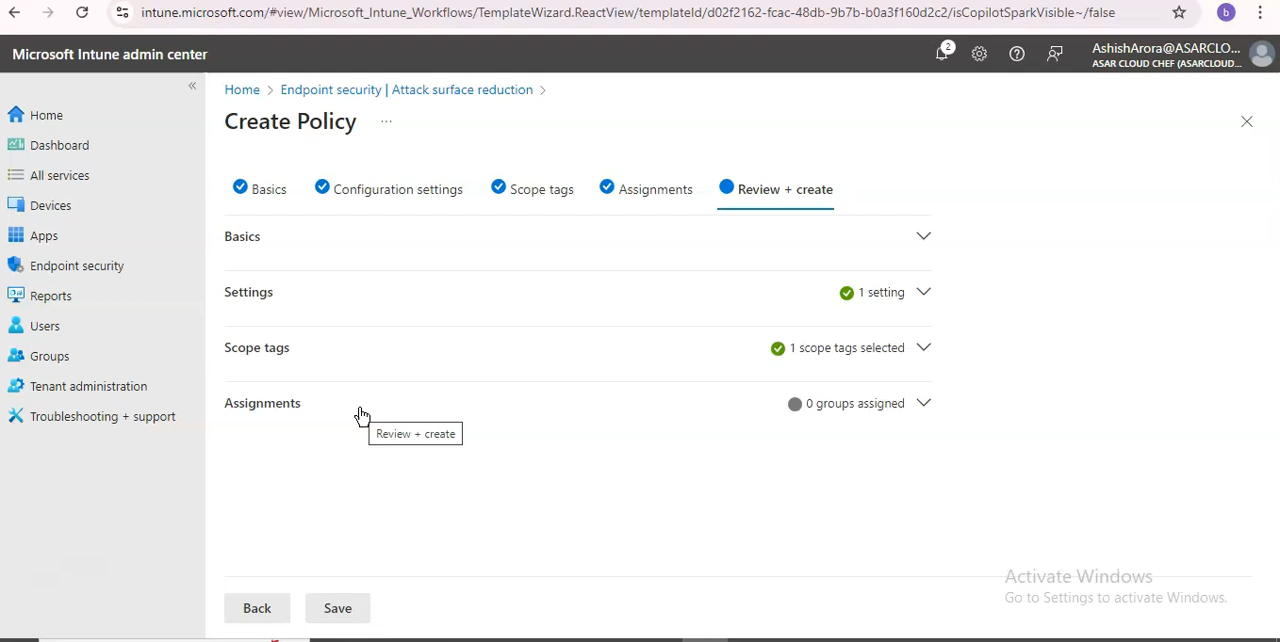 intune.microsoft.com/#view/Microsoft_Intune_Workflows/TemplateWizard.ReactView/templateId/d02f2162-fcac-48db-9b7b-b0a3f160d2c2/isCopilotSparkVisible~/false
b
Microsoft Intune admin center
2
AshishArora@ASARCLO...
ASAR CLOUD CHEF (ASARCLOUD...
«
Home
Dashboard
All services
Devices
Apps
Endpoint security
Reports
Users
Groups
Tenant administration
Troubleshooting + support
Home > Endpoint security | Attack surface reduction >
Create Policy ...
Basics Configuration settings Scope tags Assignments Review + create
Basics
Settings 1 setting
Scope tags 1 scope tags selected
Assignments 0 groups assigned
Review + create
Back Save
Activate Windows
Go to Settings to activate Windows.